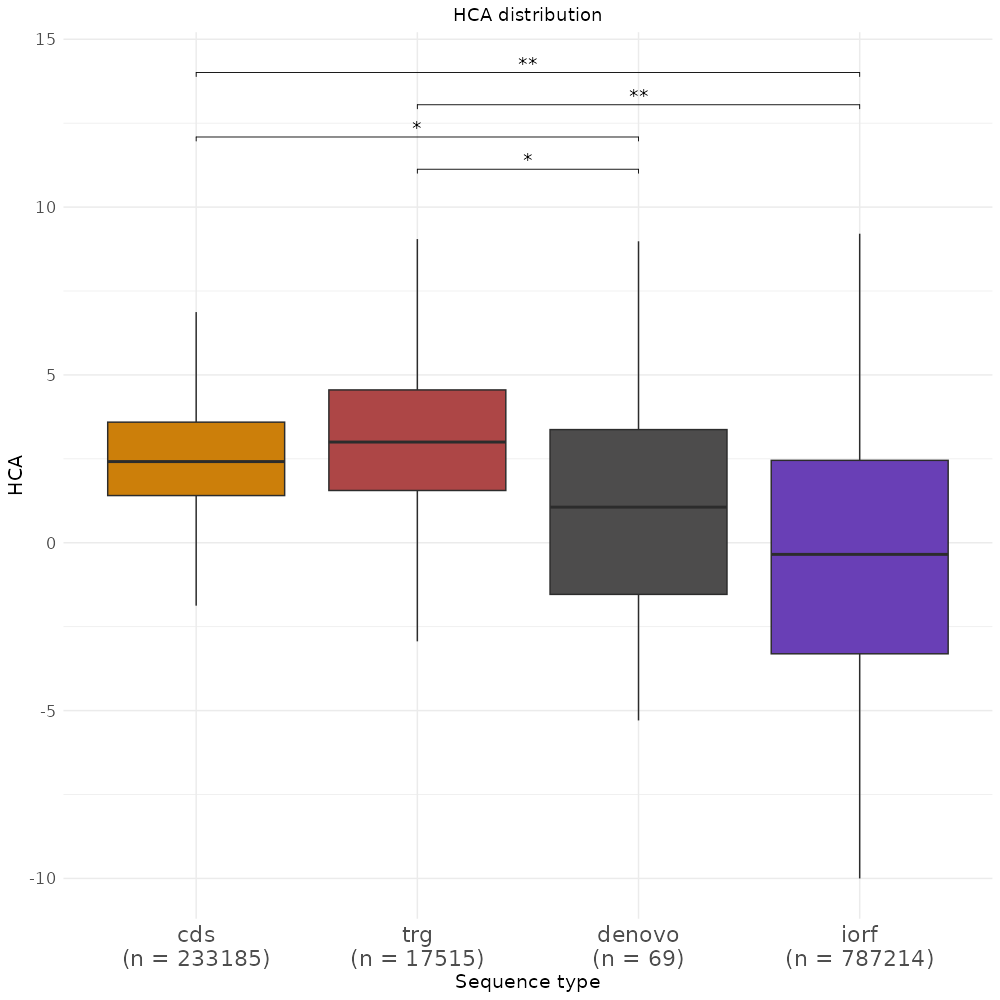 HCA distribution
15
**
**
*
*
10
5
0
-5
-10
HCA
cds
(n = 233185)
trg
(n = 17515)
denovo
(n = 69)
iorf
(n = 787214)
Sequence type